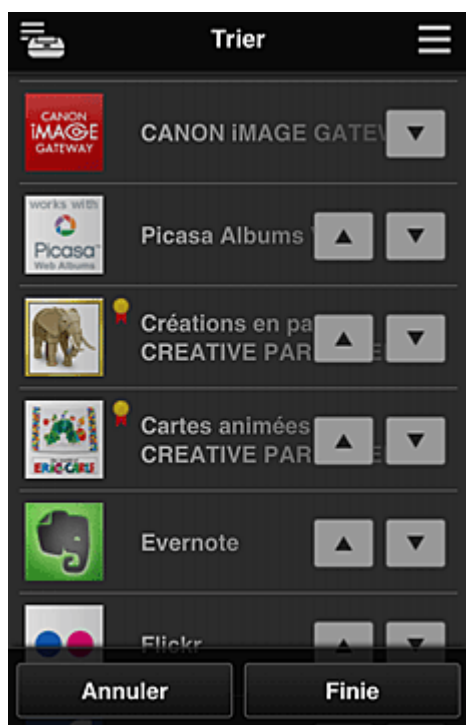 Trier
CANON
iMAGE
GATEWAY
CANON iMAGE GATEW
works with
Picasa™
Web Albums
Picasa Albums
Créations en pa
CREATIVE PAR
Cartes animées
CREATIVE PAR
ERIC CARLE
Evernote
Flickr
Annuler
Finie